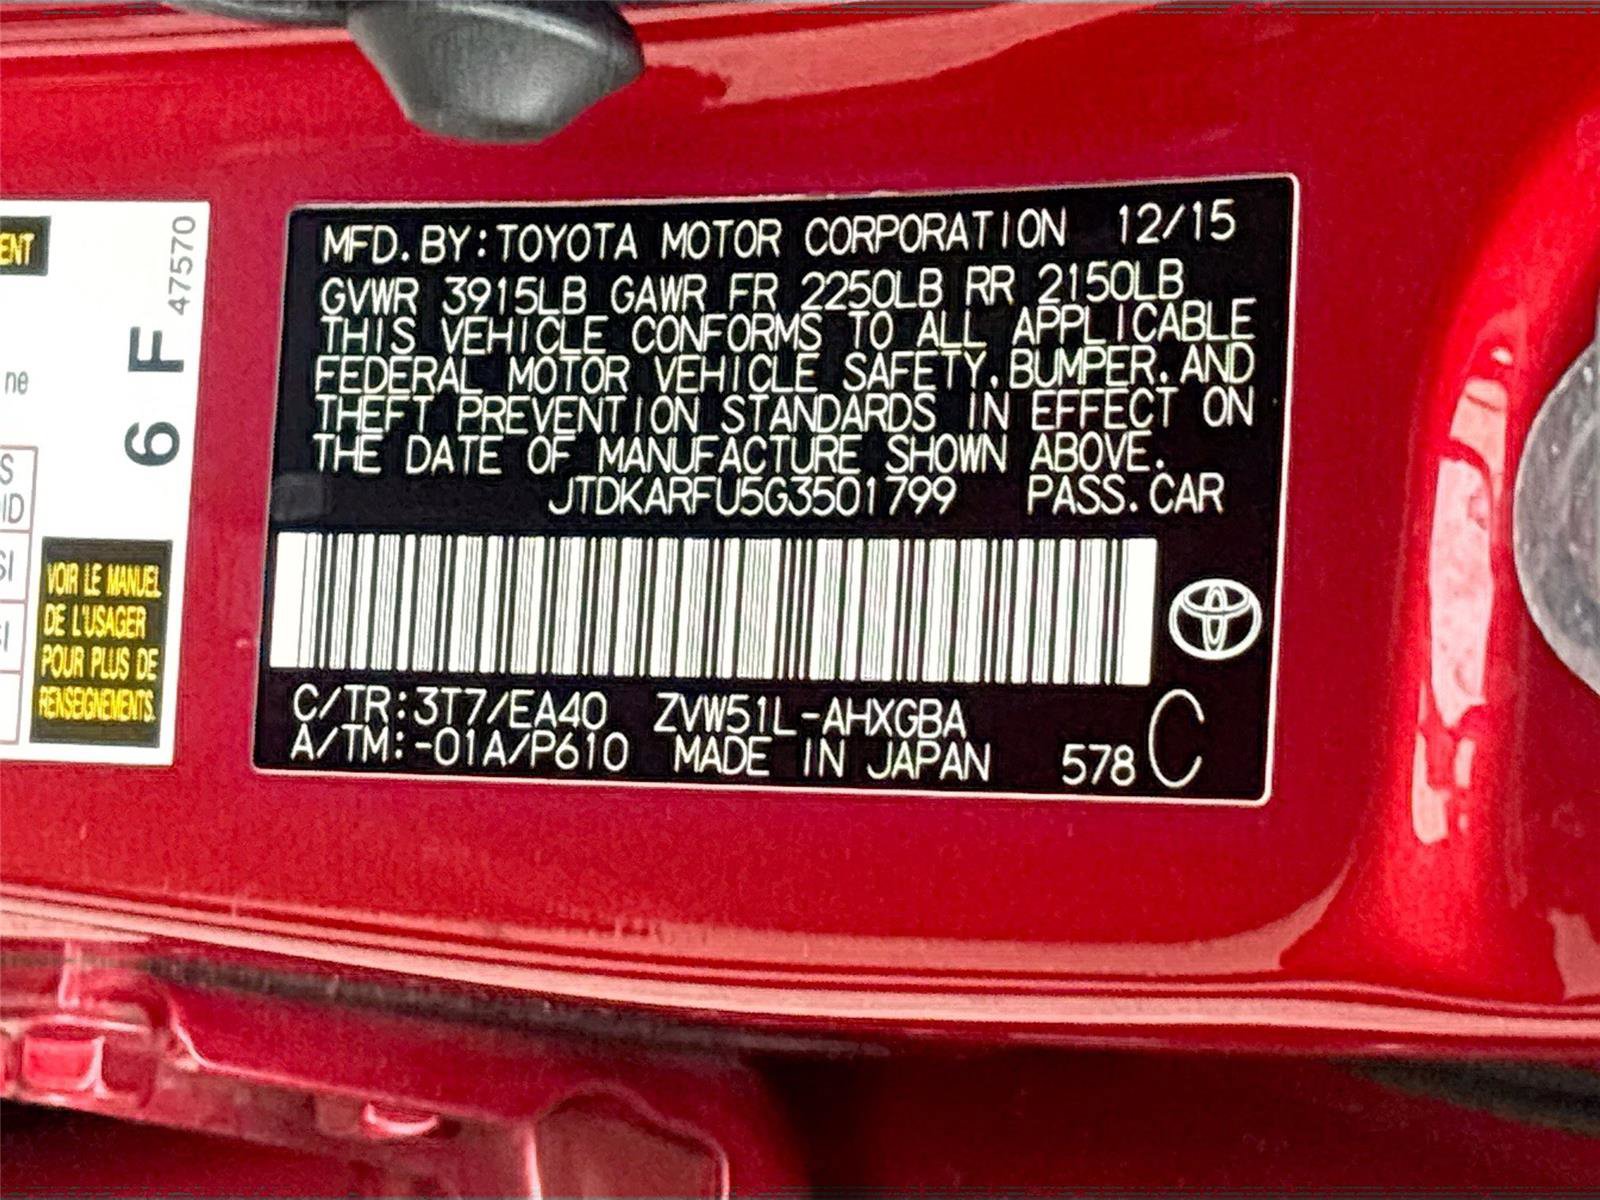 MFD. BY: TOYOTA MOTOR CORPORATION 12/15
GVWR 3915LB GAWR FR 2250LB RR 2150LB
THIS VEHICLE CONFORMS TO ALL APPLICABLE
FEDERAL MOTOR VEHICLE SAFETY, BUMPER, AND
THEFT PREVENTION STANDARDS IN EFFECT ON
THE DATE OF MANUFACTURE SHOWN ABOVE.
JTDKARFU5G3501799 PASS. CAR
C/TR: 3T7/EA40 ZVW51L-AHXGBA
A/TM: -01A/P610 MADE IN JAPAN 578 C
47570
6 F
ENT
ne
S
OID
SI
SI
VOIR LE MANUEL
DE L'USAGER
POUR PLUS DE
RENSEIGNEMENTS.